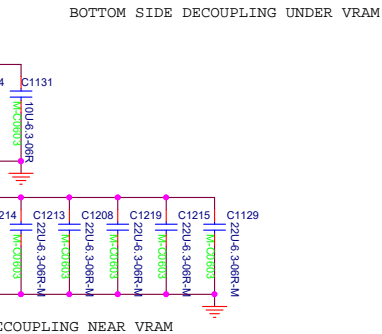 BOTTOM SIDE DECOUPLING UNDER VRAM
4
C1131
10U-6.3-06R
M-C0603
214
C1213
C1208
C1219
C1215
C1129
22U-6.3-06R-M
M-C0603
22U-6.3-06R-M
M-C0603
22U-6.3-06R-M
M-C0603
22U-6.3-06R-M
M-C0603
22U-6.3-06R-M
M-C0603
ECOUPLING NEAR VRAM